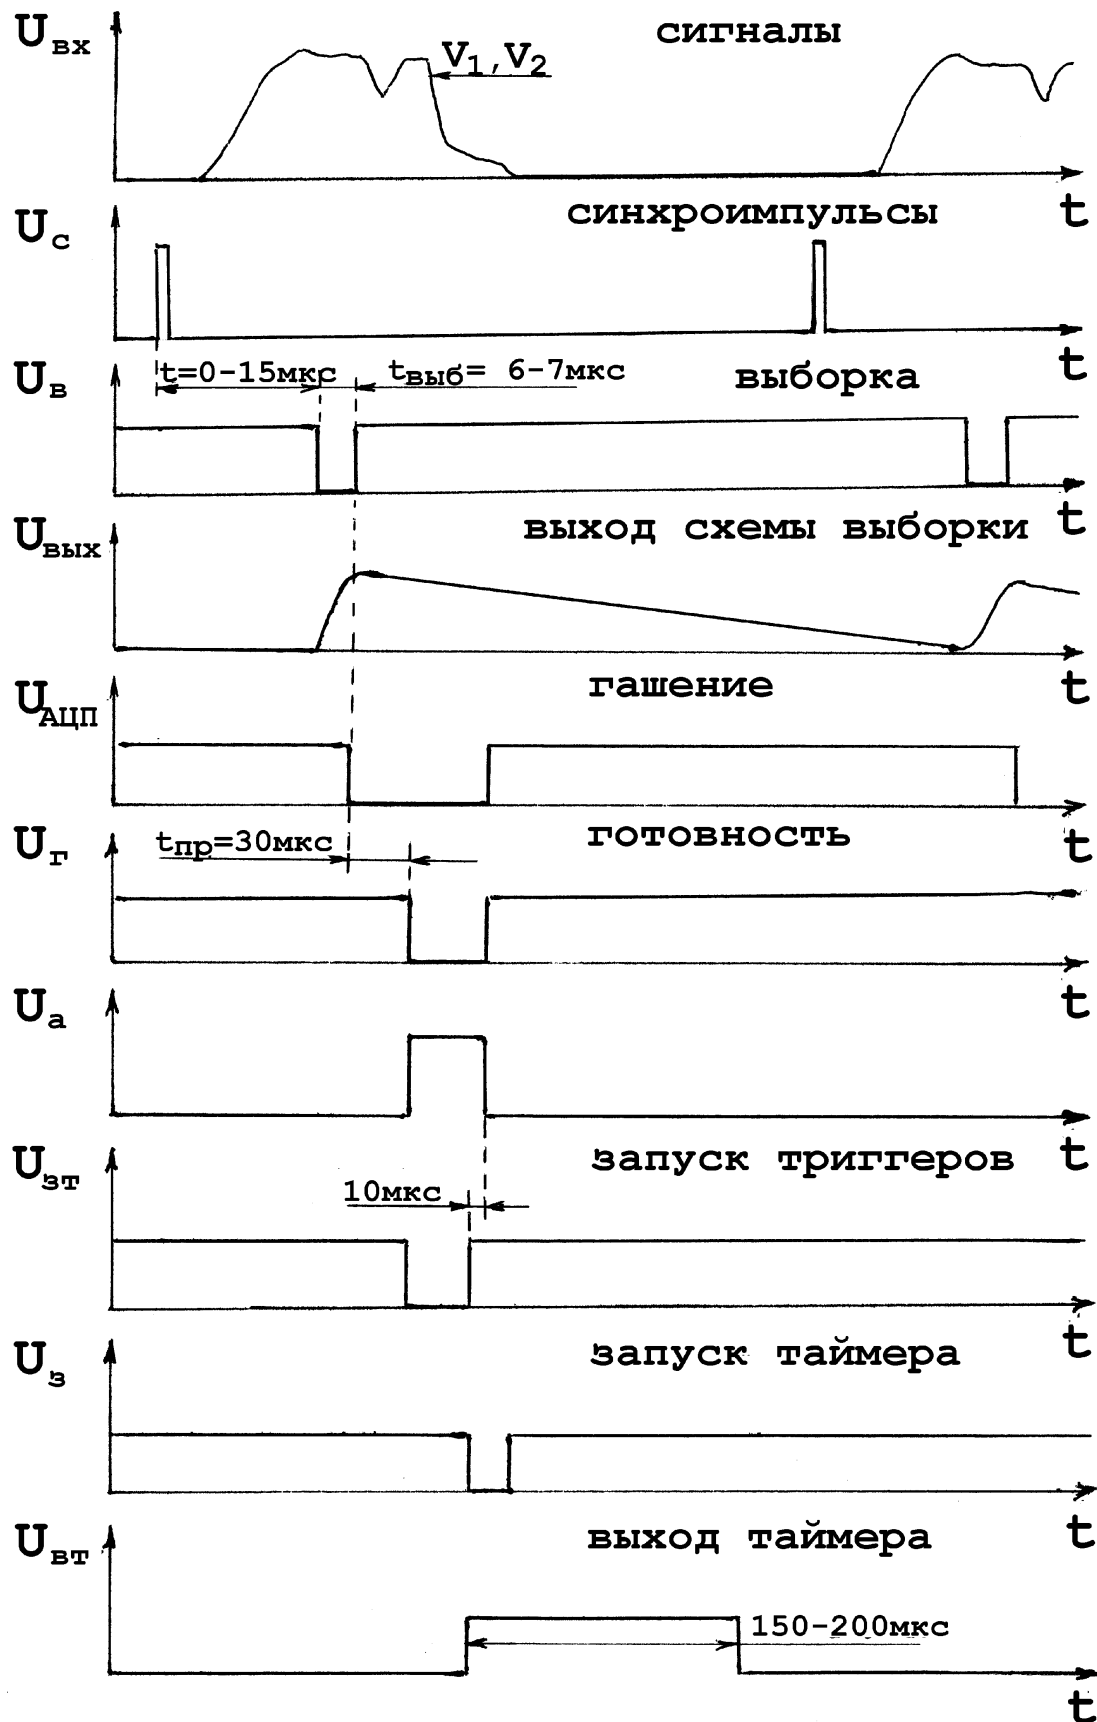 Uвх сигналы
V1, V2
t
Uс синхроимпульсы
t
Uв t=0-15мкс tвыб= 6-7мкс выборка
t
Uвых выход схемы выборки
t
UАЦП гашение
t
Uг tпр=30мкс готовность
t
Uа
t
Uзт запуск триггеров
10мкс
t
Uз запуск таймера
t
Uвт выход таймера
150-200мкс
t